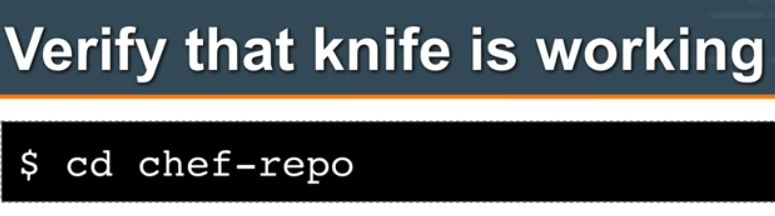 Verify that knife is working
$ cd chef-repo